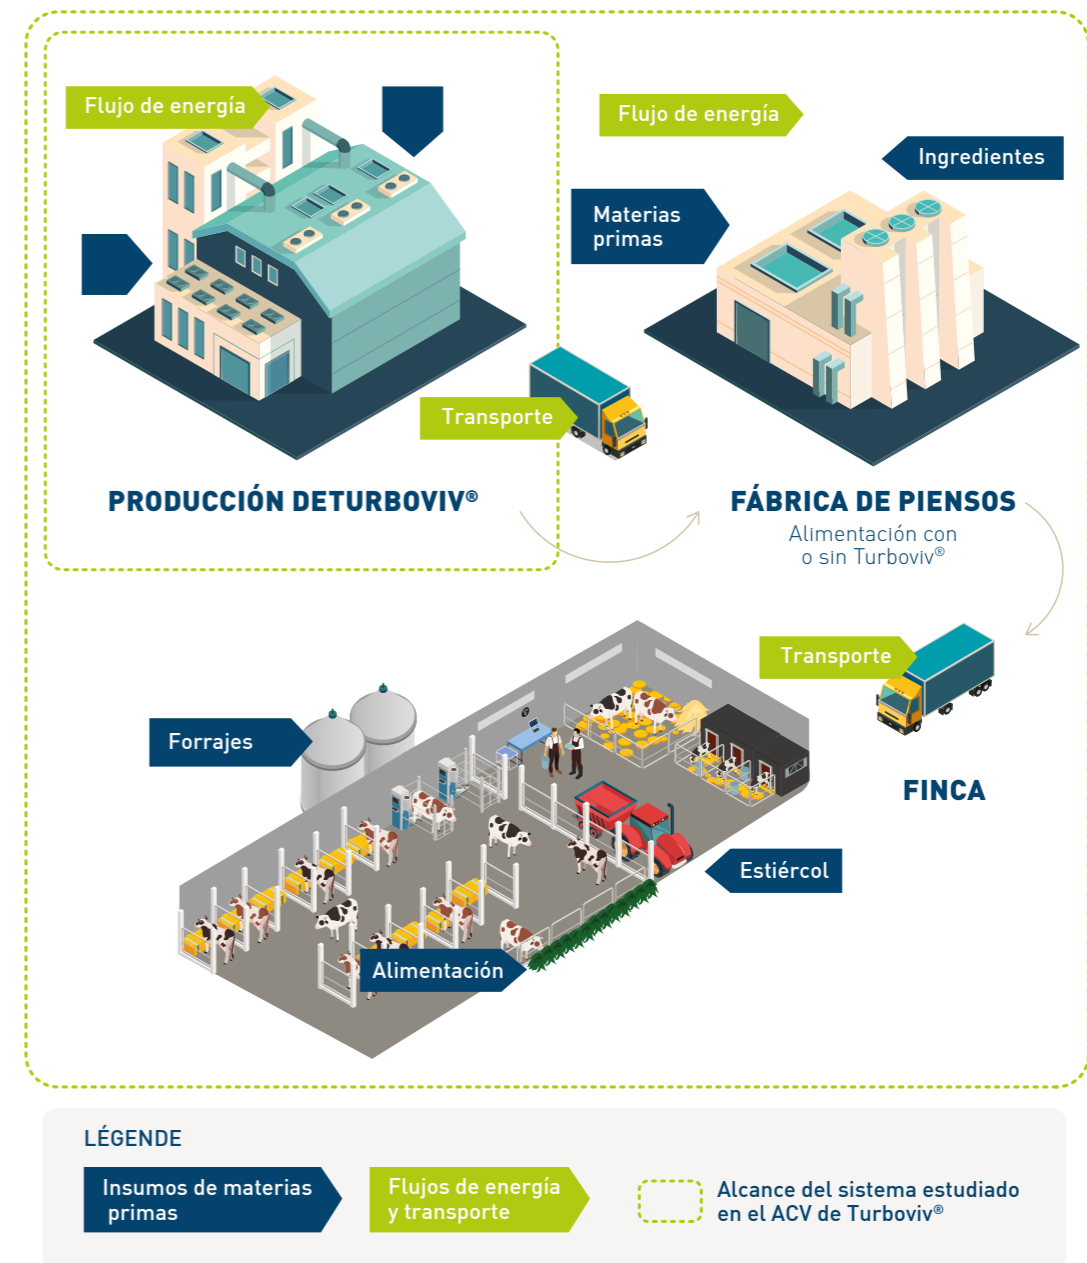 Flujo de energía
Flujo de energía
Ingredientes
Materias
primas
Transporte
PRODUCCIÓN DETURBOVIV®
FÁBRICA DE PIENSOS
Alimentación con
o sin Turboviv®
Transporte
Forrajes
FINCA
Estiércol
Alimentación
LÉGENDE
Insumos de materias
primas
Flujos de energía
y transporte
Alcance del sistema estudiado
en el ACV de Turboviv®